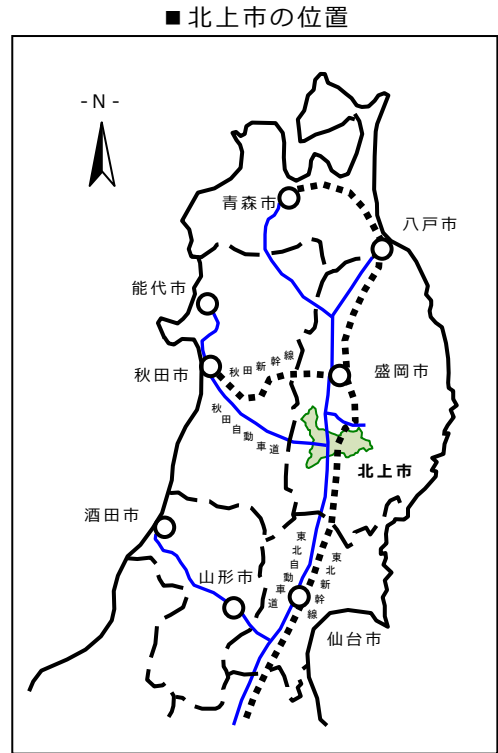 ■北上市の位置
-N-
青森市
八戸市
能代市
秋田新幹線
秋田市
盛岡市
秋田自動車道
北上市
酒田市
東北自動車道
東北新幹線
山形市
仙台市